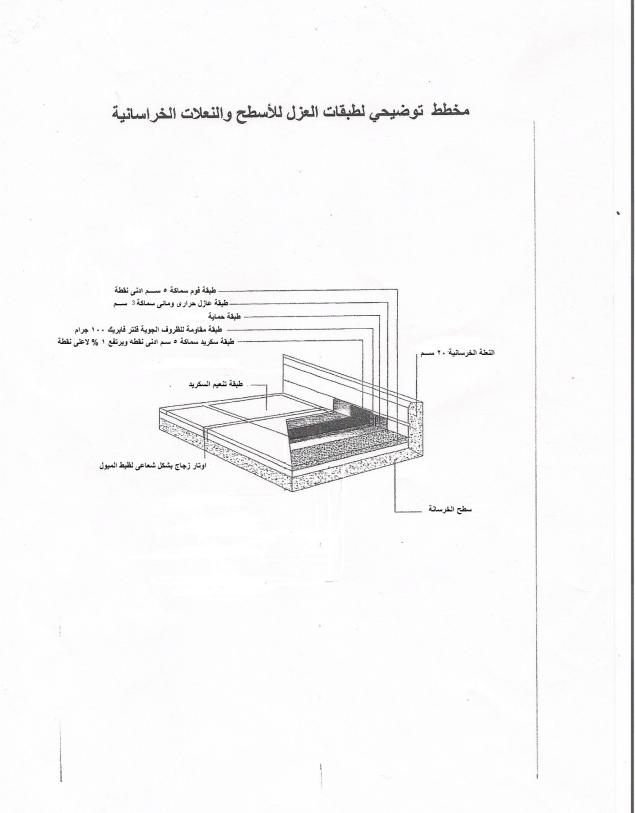 مخطط توضيحي لطبقات العزل للأسطح والنعلات الخراسانية
طبقة فوم سماكة ٥ سم ادنى نقطة
طبقة عازل حرارى ومائى سماكة 3 سم
طبقة حماية
طبقة مقاومة للظروف الجوية فلتر فابريك ١٠٠ جرام
طبقة سكريد سماكة ٥ سم ادنى نقطه ويرتفع ١ % لاعلى نقطة
النعلة الخرسانية ٢٠ سم
طبقة تنعيم السكريد
اوتار زجاج بشكل شعاعى لظبط الميول
سطح الخرسانة